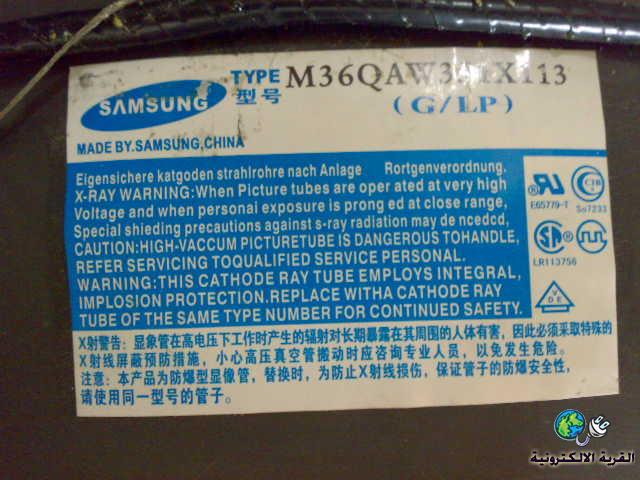 SAMSUNG
TYPE
型号
M36QAW341X113
(G/LP)
MADE BY.SAMSUNG,CHINA
Eigensichere katgoden strahlrohre nach Anlage Rortgenverordnung.
X-RAY WARNING:When Picture tubes are oper ated at very high
Voltage and when personai exposure is prong ed at close range,
Special shieding precautions against s-ray radiation may de ncedcd,
CAUTION:HIGH-VACCUM PICTURETUBE IS DANGEROUS TOHANDLE,
REFER SERVICING TOQUALIFIED SERVICE PERSONAL.
WARNING:THIS CATHODE RAY TUBE EMPLOYS INTEGRAL,
IMPLOSION PROTECTION. REPLACE WITHA CATHODE RAY
TUBE OF THE SAME TYPE NUMBER FOR CONTINUED SAFETY.
X射警告：显象管在高电压下工作时产生的辐射对长期暴露在其周围的人体有害，因此必须采取特殊的
X射线屏蔽预防措施，小心高压真空管搬动时应咨询专业人员，以免发生危险。
注意：本产品为防爆型显像管，替换时，为防止X射线损伤，保证管子的防爆安全性，
请使用同一型号的管子。
E65779-T
So7233
LR113756
VDE
القرية الالكترونية